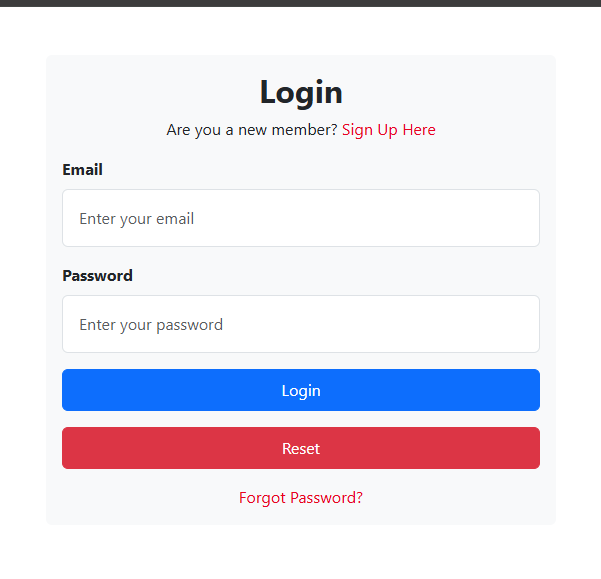 Login
Are you a new member? Sign Up Here
Email
Enter your email
Password
Enter your password
Login
Reset
Forgot Password?